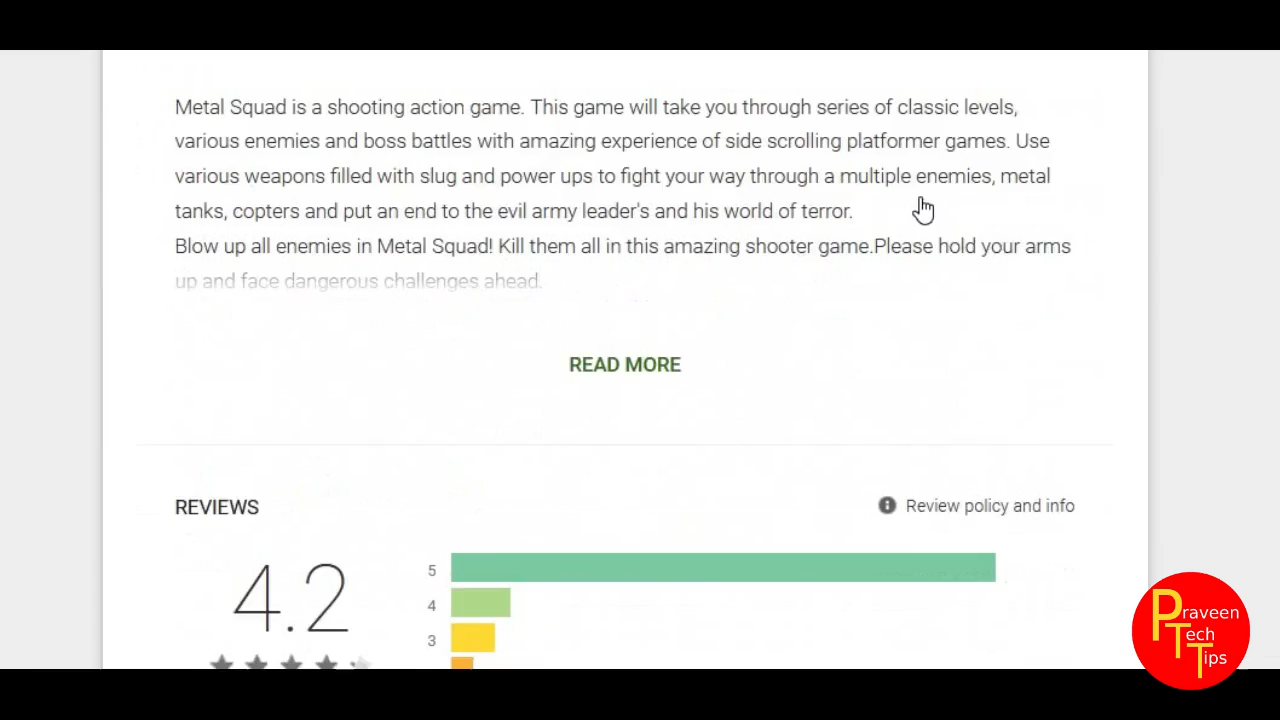 Metal Squad is a shooting action game. This game will take you through series of classic levels,
various enemies and boss battles with amazing experience of side scrolling platformer games. Use
various weapons filled with slug and power ups to fight your way through a multiple enemies, metal
tanks, copters and put an end to the evil army leader's and his world of terror.
Blow up all enemies in Metal Squad! Kill them all in this amazing shooter game.Please hold your arms
up and face dangerous challenges ahead.
READ MORE
REVIEWS
Review policy and info
4.2
5
4
3
Praveen
Tech
Tips